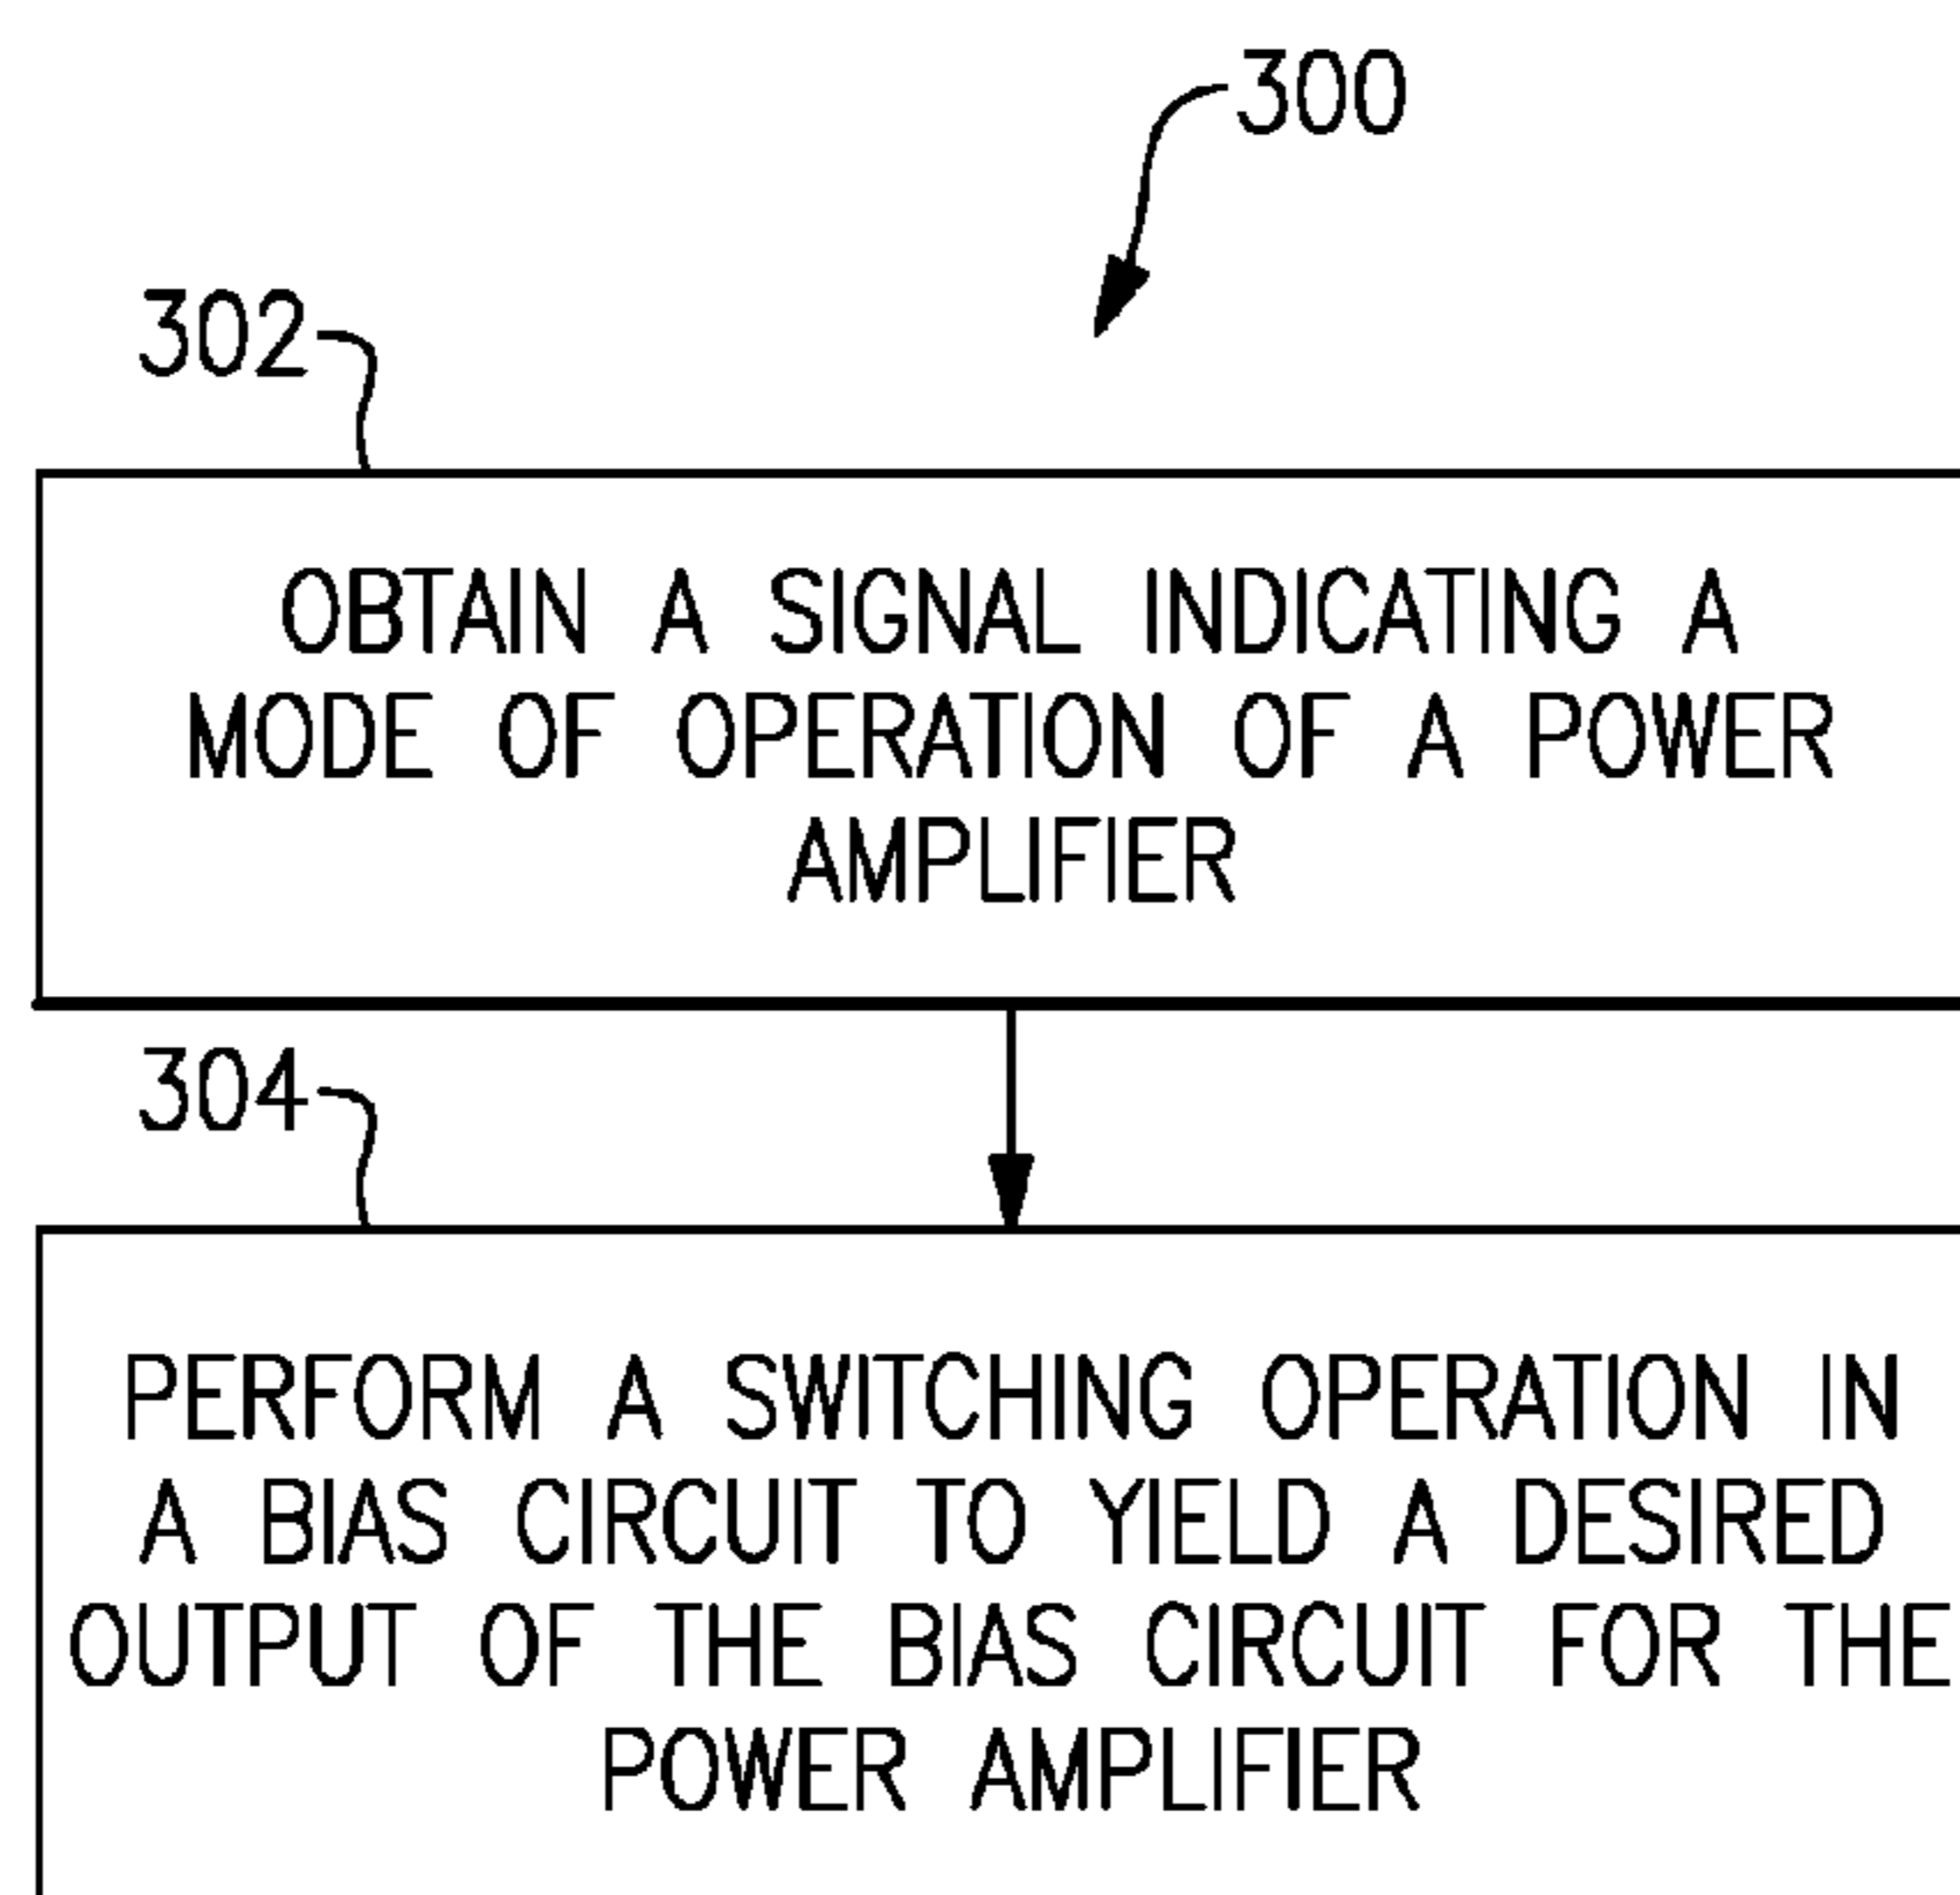 300
302
OBTAIN A SIGNAL INDICATING A
MODE OF OPERATION OF A POWER
AMPLIFIER
304
PERFORM A SWITCHING OPERATION IN
A BIAS CIRCUIT TO YIELD A DESIRED
OUTPUT OF THE BIAS CIRCUIT FOR THE
POWER AMPLIFIER